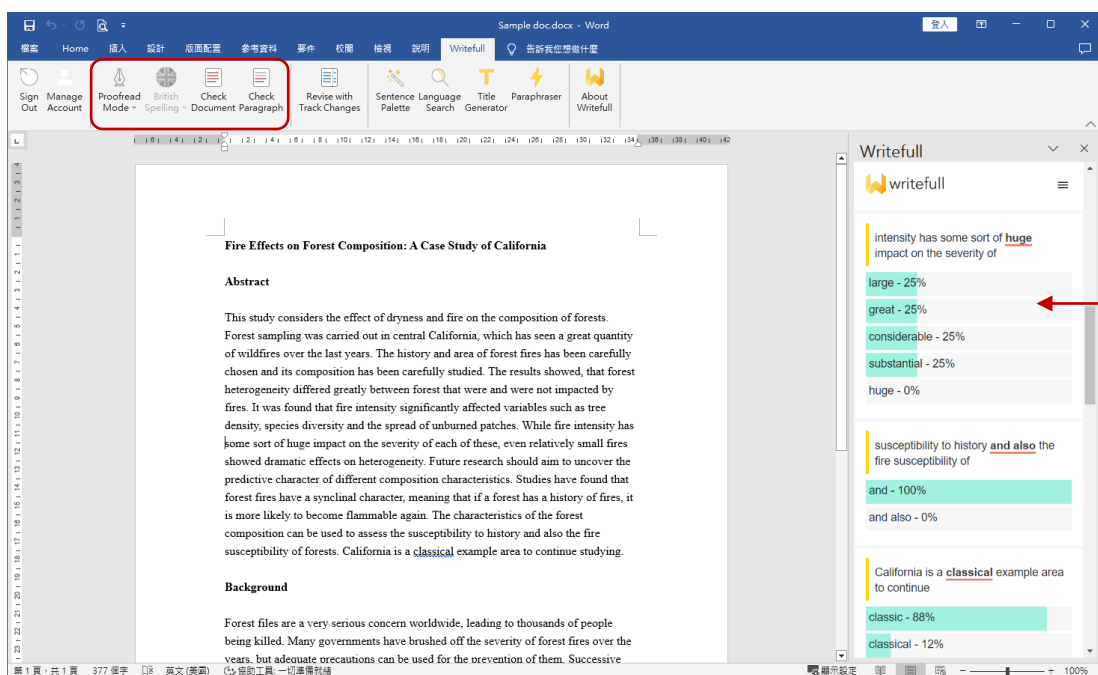 Sample doc.docx - Word
登入
檔案 Home 插入 設計 版面配置 參考資料 郵件 校閱 檢視 說明 Writefull 告訴我您想做什麼
Sign Out
Manage Account
Proofread Mode
British Spelling
Check Document
Check Paragraph
Revise with Track Changes
Sentence Palette
Language Search
Title Generator
Paraphraser
About Writefull
Fire Effects on Forest Composition: A Case Study of California
Abstract
This study considers the effect of dryness and fire on the composition of forests.
Forest sampling was carried out in central California, which has seen a great quantity
of wildfires over the last years. The history and area of forest fires has been carefully
chosen and its composition has been carefully studied. The results showed, that forest
heterogeneity differed greatly between forest that were and were not impacted by
fires. It was found that fire intensity significantly affected variables such as tree
density, species diversity and the spread of unburned patches. While fire intensity has
some sort of huge impact on the severity of each of these, even relatively small fires
showed dramatic effects on heterogeneity. Future research should aim to uncover the
predictive character of different composition characteristics. Studies have found that
forest fires have a synclinal character, meaning that if a forest has a history of fires, it
is more likely to become flammable again. The characteristics of the forest
composition can be used to assess the susceptibility to history and also the fire
susceptibility of forests. California is a classical example area to continue studying.
Background
Forest files are a very serious concern worldwide, leading to thousands of people
being killed. Many governments have brushed off the severity of forest fires over the
years, but adequate precautions can be used for the prevention of them. Successive
Writefull
writefull
intensity has some sort of huge
impact on the severity of
large - 25%
great - 25%
considerable - 25%
substantial - 25%
huge - 0%
susceptibility to history and also the
fire susceptibility of
and - 100%
and also - 0%
California is a classical example area
to continue
classic - 88%
classical - 12%
第 1 頁，共 1 頁 377 個字 英文 (美國) 協助工具: 一切準備就緒 顯示設定 100%